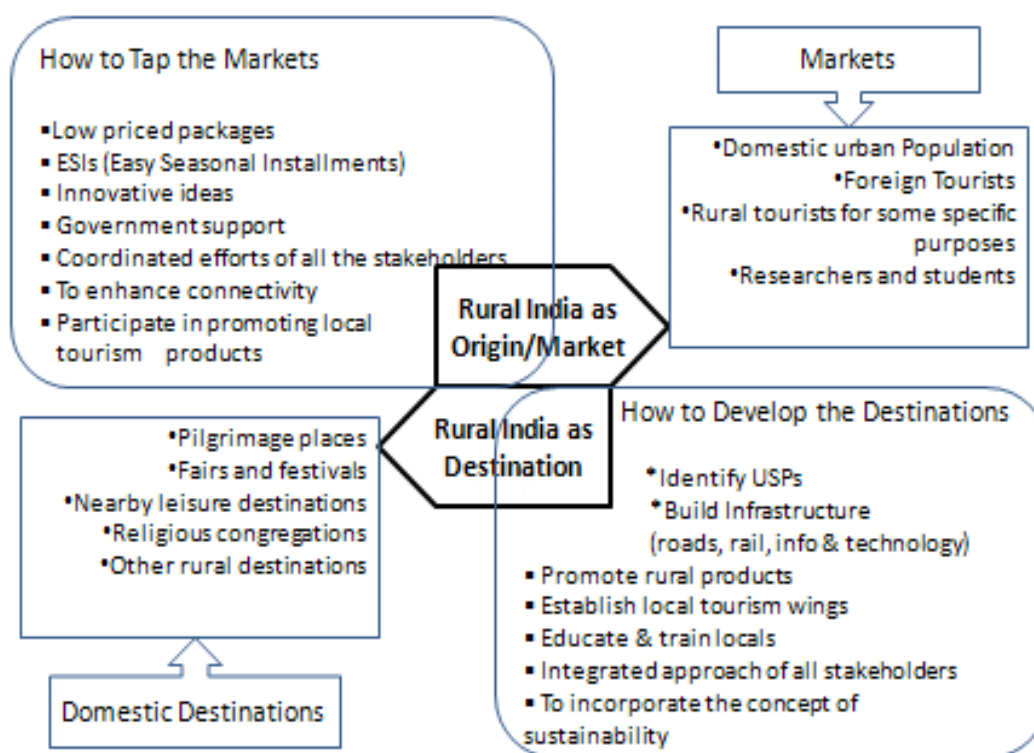 How to Tap the Markets
▪Low priced packages
▪ ESIs (Easy Seasonal Installments)
▪ Innovative ideas
▪ Government support
▪ Coordinated efforts of all the stakeholders
▪ To enhance connectivity
▪ Participate in promoting local
tourism products
Markets
•Domestic urban Population
•Foreign Tourists
•Rural tourists for some specific
purposes
•Researchers and students
Rural India as
Origin/Market
Rural India as
Destination
•Pilgrimage places
•Fairs and festivals
•Nearby leisure destinations
•Religious congregations
•Other rural destinations
Domestic Destinations
How to Develop the Destinations
* Identify USPs
* Build Infrastructure
(roads, rail, info & technology)
▪ Promote rural products
▪ Establish local tourism wings
▪ Educate & train locals
▪ Integrated approach of all stakeholders
▪ To incorporate the concept of
sustainability